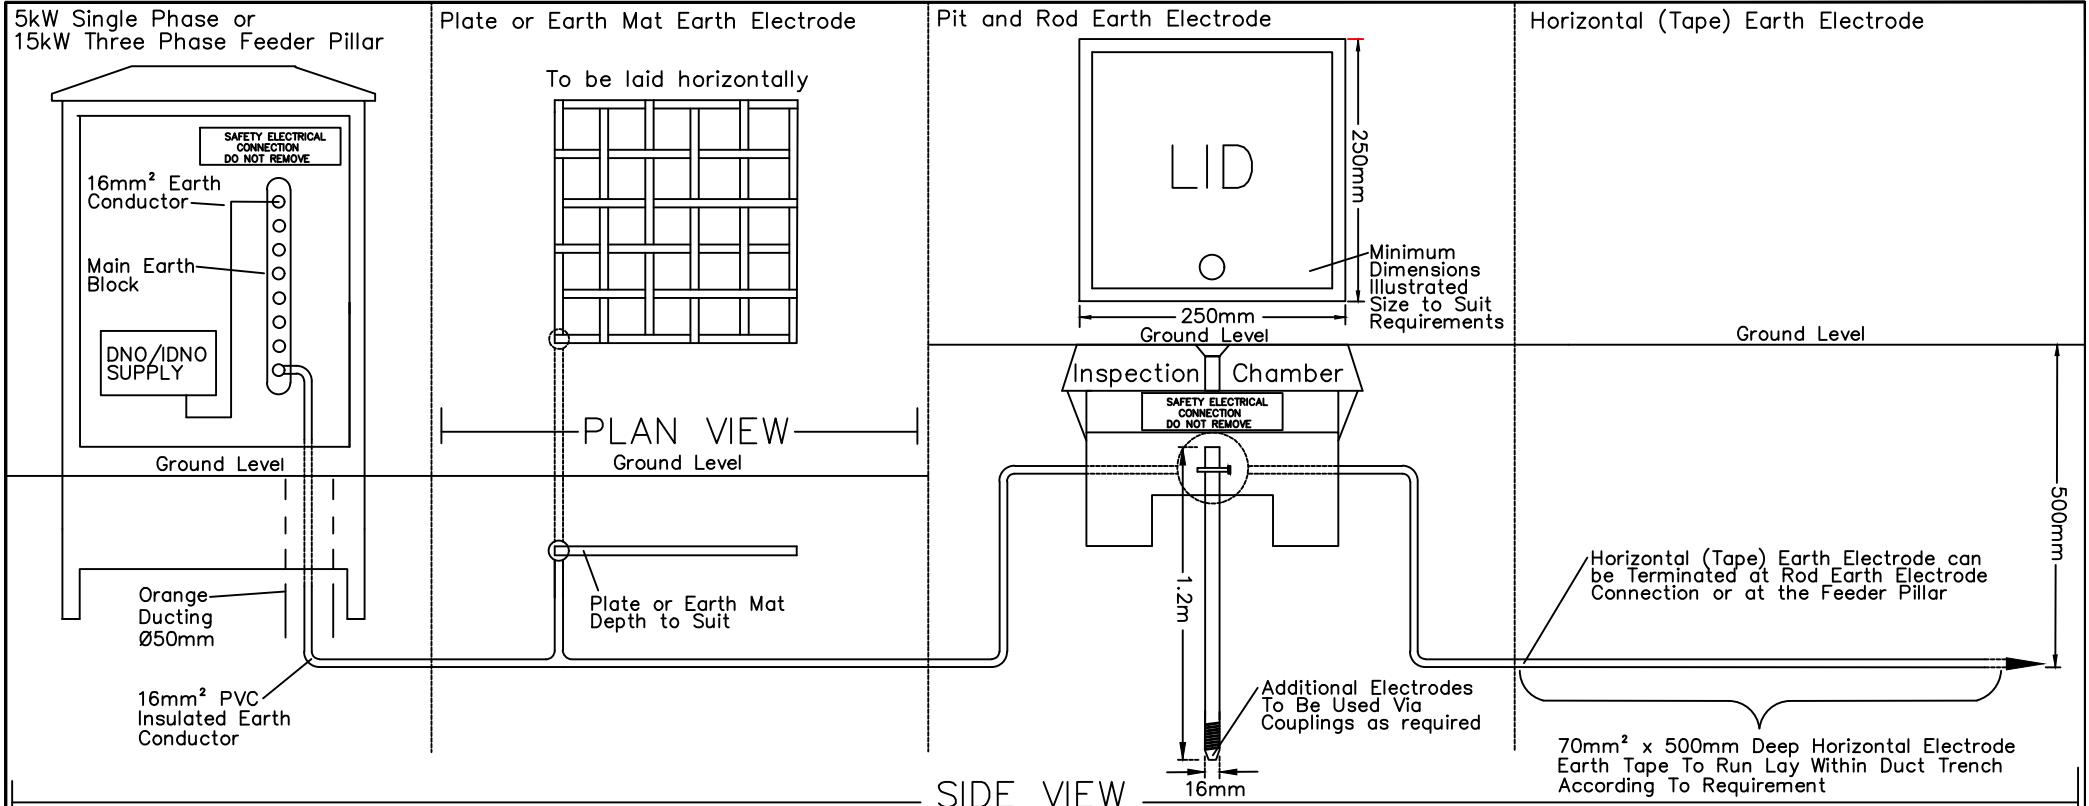 5kW Single Phase or
15kW Three Phase Feeder Pillar
SAFETY ELECTRICAL
CONNECTION
DO NOT REMOVE
16mm² Earth
Conductor
Main Earth
Block
DNO/IDNO
SUPPLY
Ground Level
Orange
Ducting
Ø50mm
16mm² PVC
Insulated Earth
Conductor
Plate or Earth Mat Earth Electrode
To be laid horizontally
PLAN VIEW
Ground Level
Plate or Earth Mat
Depth to Suit
Pit and Rod Earth Electrode
LID
250mm
Minimum
Dimensions
Illustrated
Size to Suit
Requirements
250mm
Ground Level
Inspection Chamber
SAFETY ELECTRICAL
CONNECTION
DO NOT REMOVE
1.2m
Additional Electrodes
To Be Used Via
Couplings as required
16mm
Horizontal (Tape) Earth Electrode
Ground Level
500mm
Horizontal (Tape) Earth Electrode can
be Terminated at Rod Earth Electrode
Connection or at the Feeder Pillar
70mm² x 500mm Deep Horizontal Electrode
Earth Tape To Run Lay Within Duct Trench
According To Requirement
SIDE VIEW